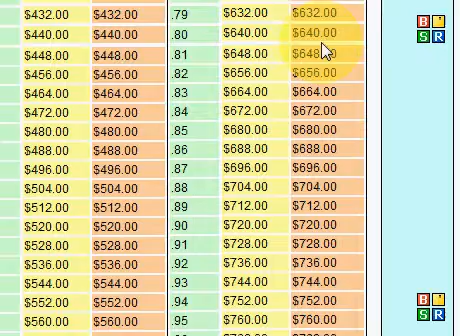 $432.00 $432.00 .79 $632.00 $632.00
$440.00 $440.00 .80 $640.00 $640.00
$448.00 $448.00 .81 $648.00 $648.00
$456.00 $456.00 .82 $656.00 $656.00
$464.00 $464.00 .83 $664.00 $664.00
$472.00 $472.00 .84 $672.00 $672.00
$480.00 $480.00 .85 $680.00 $680.00
$488.00 $488.00 .86 $688.00 $688.00
$496.00 $496.00 .87 $696.00 $696.00
$504.00 $504.00 .88 $704.00 $704.00
$512.00 $512.00 .89 $712.00 $712.00
$520.00 $520.00 .90 $720.00 $720.00
$528.00 $528.00 .91 $728.00 $728.00
$536.00 $536.00 .92 $736.00 $736.00
$544.00 $544.00 .93 $744.00 $744.00
$552.00 $552.00 .94 $752.00 $752.00
$560.00 $560.00 .95 $760.00 $760.00
B
S R
B
S R